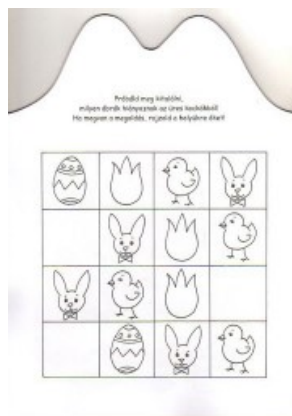 Próbáld meg kitalálni,
milyen ábrák hiányoznak az üres kockákból!
Ha megvan a megoldás, rajzold a helyükre őket!